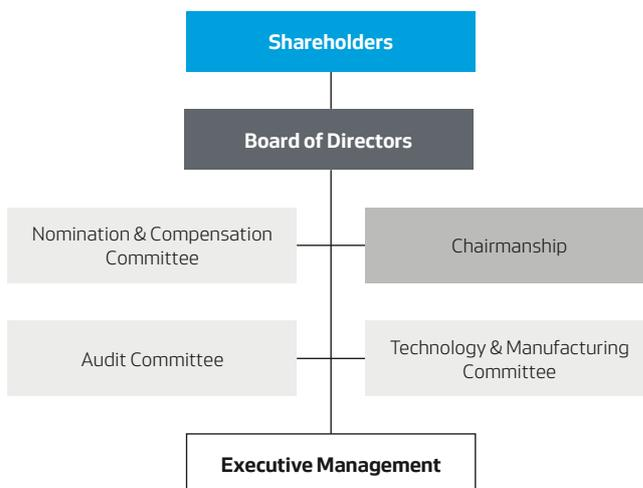 Shareholders
Board of Directors
Nomination & Compensation
Committee
Chairmanship
Audit Committee
Technology & Manufacturing
Committee
Executive Management